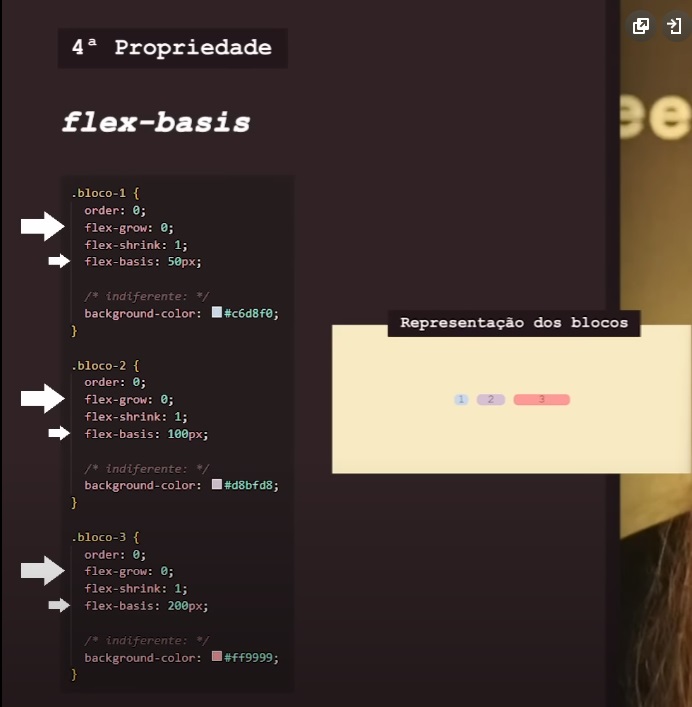 4ª Propriedade
ee
flex-basis
.bloco-1 {
order: 0;
flex-grow: 0;
flex-shrink: 1;
flex-basis: 50px;
/* indiferente: */
background-color: #c6d8f0;
}
Representação dos blocos
1 2 3
.bloco-2 {
order: 0;
flex-grow: 0;
flex-shrink: 1;
flex-basis: 100px;
/* indiferente: */
background-color: #d8bfd8;
}
.bloco-3 {
order: 0;
flex-grow: 0;
flex-shrink: 1;
flex-basis: 200px;
/* indiferente: */
background-color: #ff9999;
}